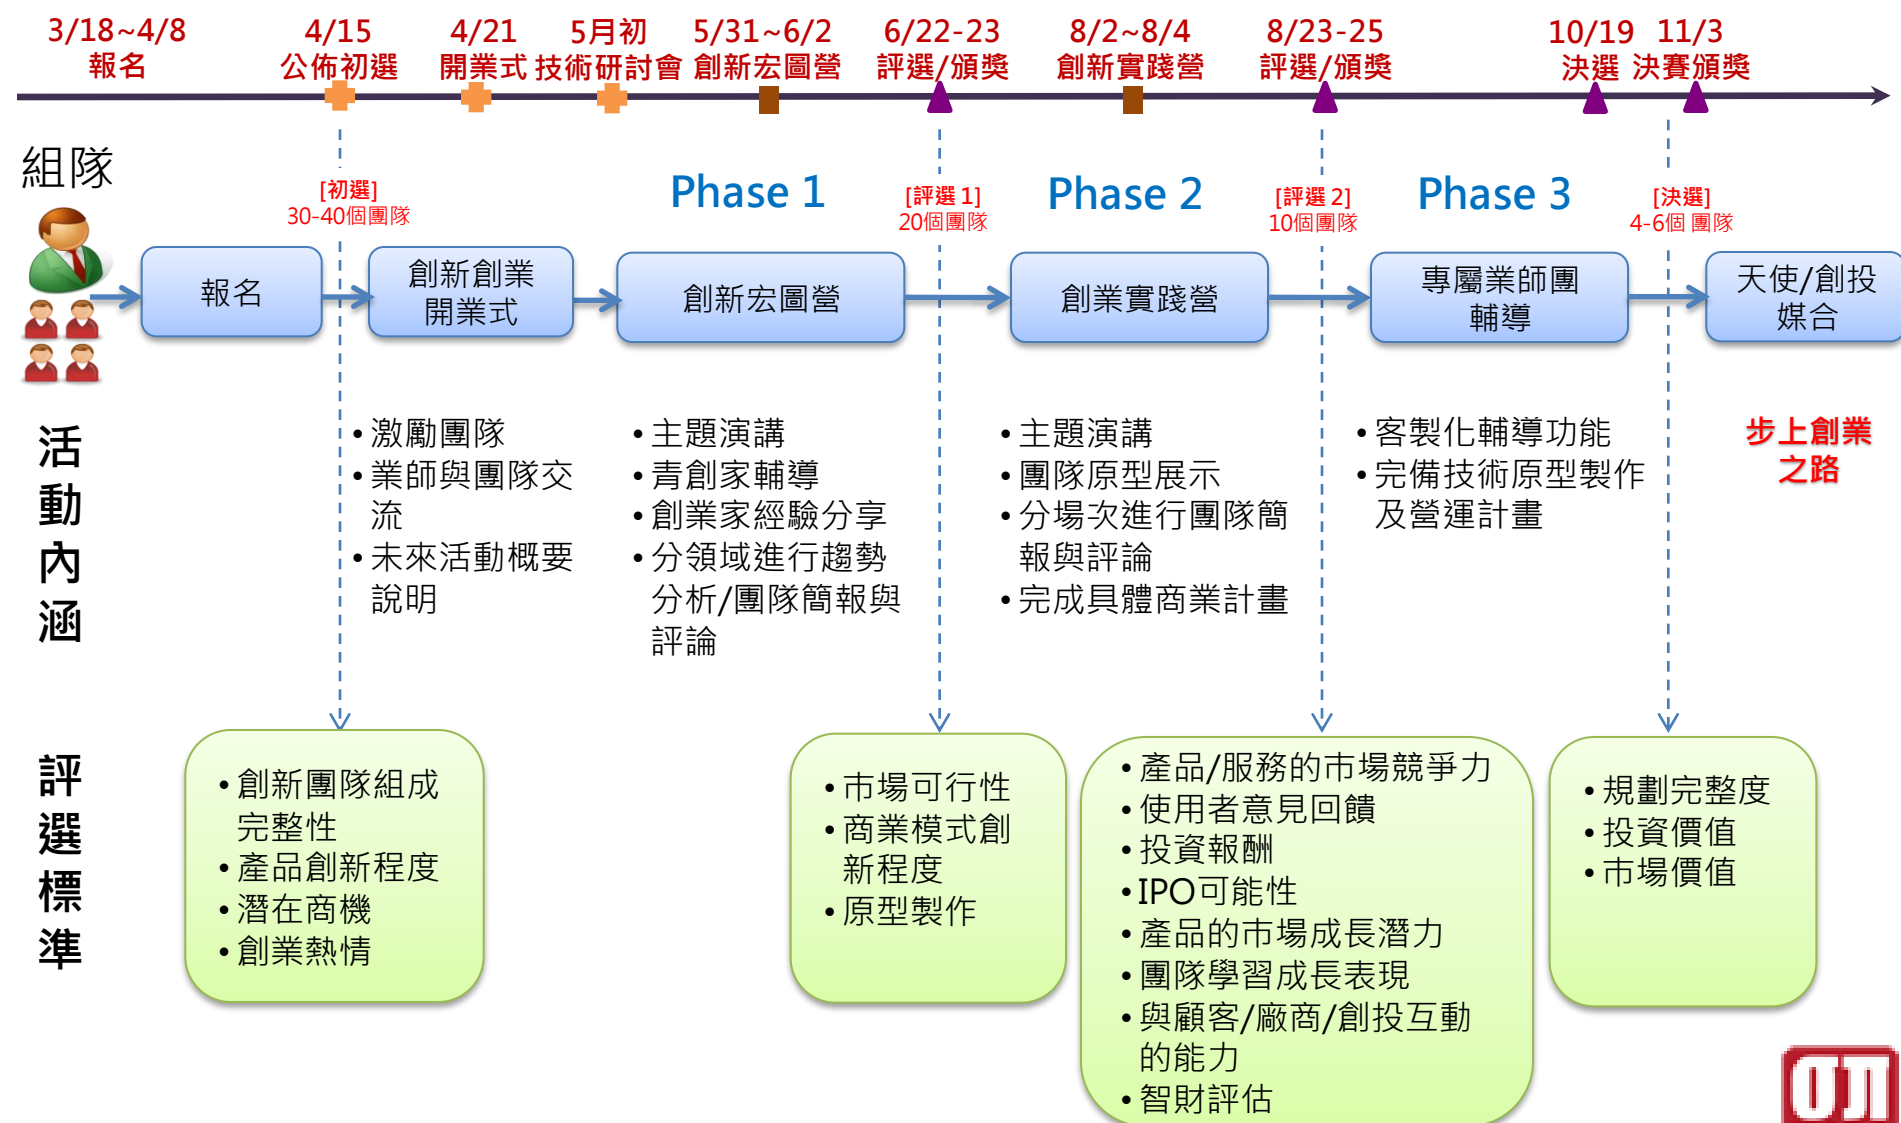 3/18~4/8
報名
4/15
公佈初選
4/21
開業式
5月初
技術研討會
5/31~6/2
創新宏圖營
6/22-23
評選/頒獎
8/2~8/4
創新實踐營
8/23-25
評選/頒獎
10/19
決選
11/3
決賽頒獎
組隊
[初選]
30-40個團隊
Phase 1
[評選 1]
20個團隊
Phase 2
[評選 2]
10個團隊
Phase 3
[決選]
4-6個 團隊
報名
創新創業
開業式
創新宏圖營
創業實踐營
專屬業師團
輔導
天使/創投
媒合
活動內涵
• 激勵團隊
• 業師與團隊交
流
• 未來活動概要
說明
• 主題演講
• 青創家輔導
• 創業家經驗分享
• 分領域進行趨勢
分析/團隊簡報與
評論
• 主題演講
• 團隊原型展示
• 分場次進行團隊簡
報與評論
• 完成具體商業計畫
• 客製化輔導功能
• 完備技術原型製作
及營運計畫
步上創業
之路
評選標準
• 創新團隊組成
完整性
• 產品創新程度
• 潛在商機
• 創業熱情
• 市場可行性
• 商業模式創
新程度
• 原型製作
• 產品/服務的市場競爭力
• 使用者意見回饋
• 投資報酬
• IPO可能性
• 產品的市場成長潛力
• 團隊學習成長表現
• 與顧客/廠商/創投互動
的能力
• 智財評估
• 規劃完整度
• 投資價值
• 市場價值